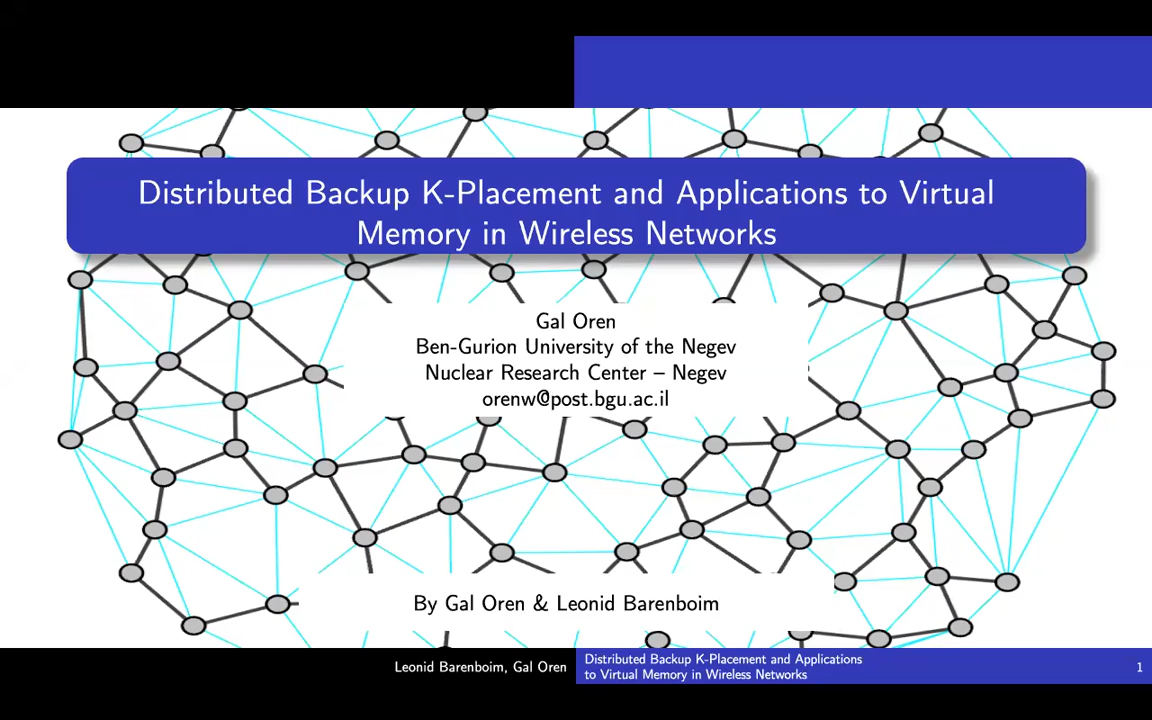 Distributed Backup K-Placement and Applications to Virtual
Memory in Wireless Networks
Gal Oren
Ben-Gurion University of the Negev
Nuclear Research Center – Negev
orenw@post.bgu.ac.il
By Gal Oren & Leonid Barenboim
Leonid Barenboim, Gal Oren
Distributed Backup K-Placement and Applications
to Virtual Memory in Wireless Networks
1